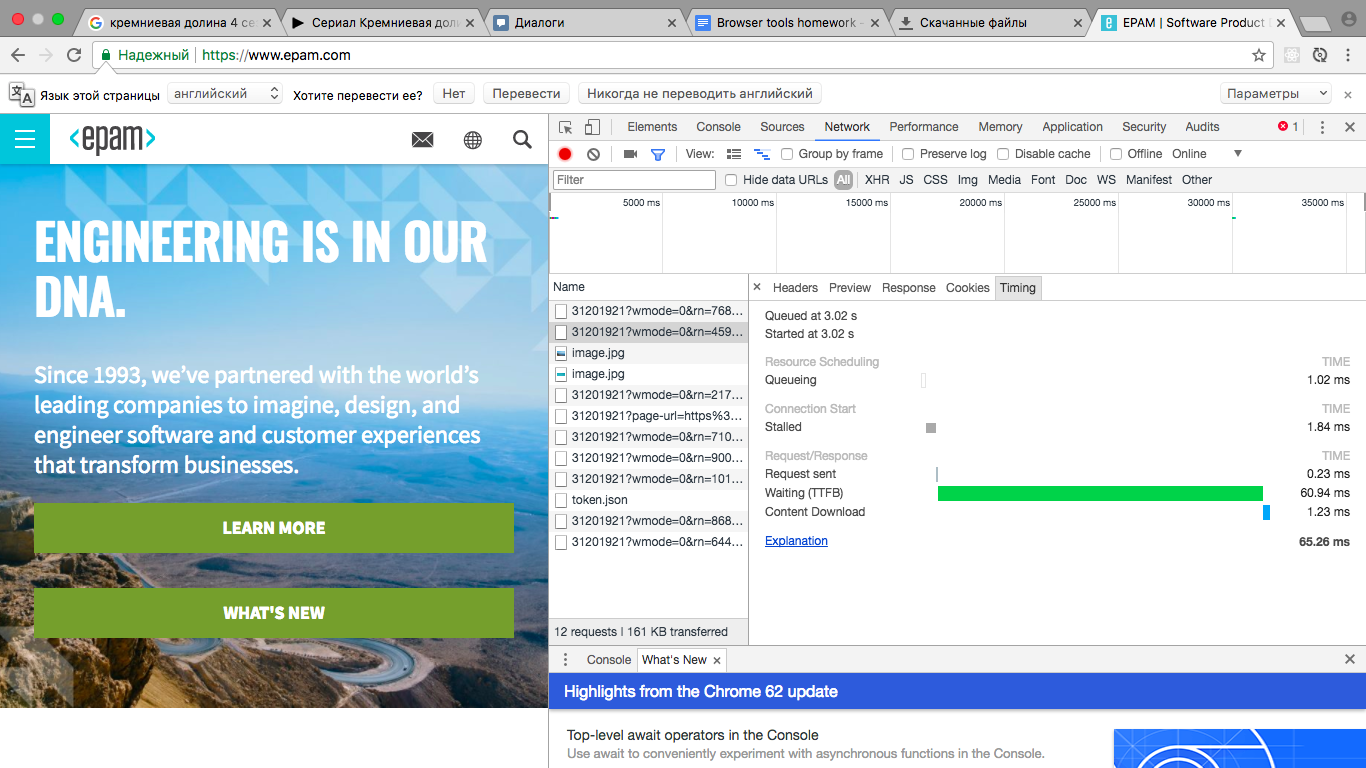 кремниевая долина 4 сез
Сериал Кремниевая доли
Диалоги
Browser tools homework -
Скачанные файлы
EPAM | Software Product D
Надежный
https://www.epam.com
Язык этой страницы
английский
Хотите перевести ее?
Нет
Перевести
Никогда не переводить английский
Параметры
<epam>
ENGINEERING IS IN OUR
DNA.
Since 1993, we’ve partnered with the world’s
leading companies to imagine, design, and
engineer software and customer experiences
that transform businesses.
LEARN MORE
WHAT'S NEW
Elements Console Sources Network Performance Memory Application Security Audits 1
View: Group by frame Preserve log Disable cache Offline Online
Filter Hide data URLs All XHR JS CSS Img Media Font Doc WS Manifest Other
5000 ms 10000 ms 15000 ms 20000 ms 25000 ms 30000 ms 35000 ms
Name
31201921?wmode=0&rn=768...
31201921?wmode=0&rn=459...
image.jpg
image.jpg
31201921?wmode=0&rn=217...
31201921?page-url=https%3...
31201921?wmode=0&rn=710...
31201921?wmode=0&rn=900...
31201921?wmode=0&rn=101...
token.json
31201921?wmode=0&rn=868...
31201921?wmode=0&rn=644...
12 requests | 161 KB transferred
Headers Preview Response Cookies Timing
Queued at 3.02 s
Started at 3.02 s
Resource Scheduling TIME
Queueing 1.02 ms
Connection Start TIME
Stalled 1.84 ms
Request/Response TIME
Request sent 0.23 ms
Waiting (TTFB) 60.94 ms
Content Download 1.23 ms
Explanation 65.26 ms
Console What's New
Highlights from the Chrome 62 update
Top-level await operators in the Console
Use await to conveniently experiment with asynchronous functions in the Console.